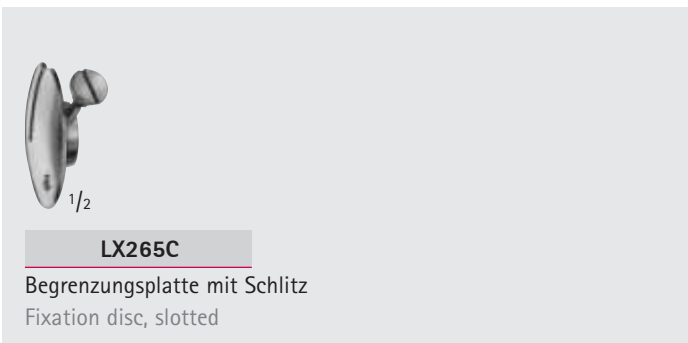 1/2
LX265C
Begrenzungsplatte mit Schlitz
Fixation disc, slotted